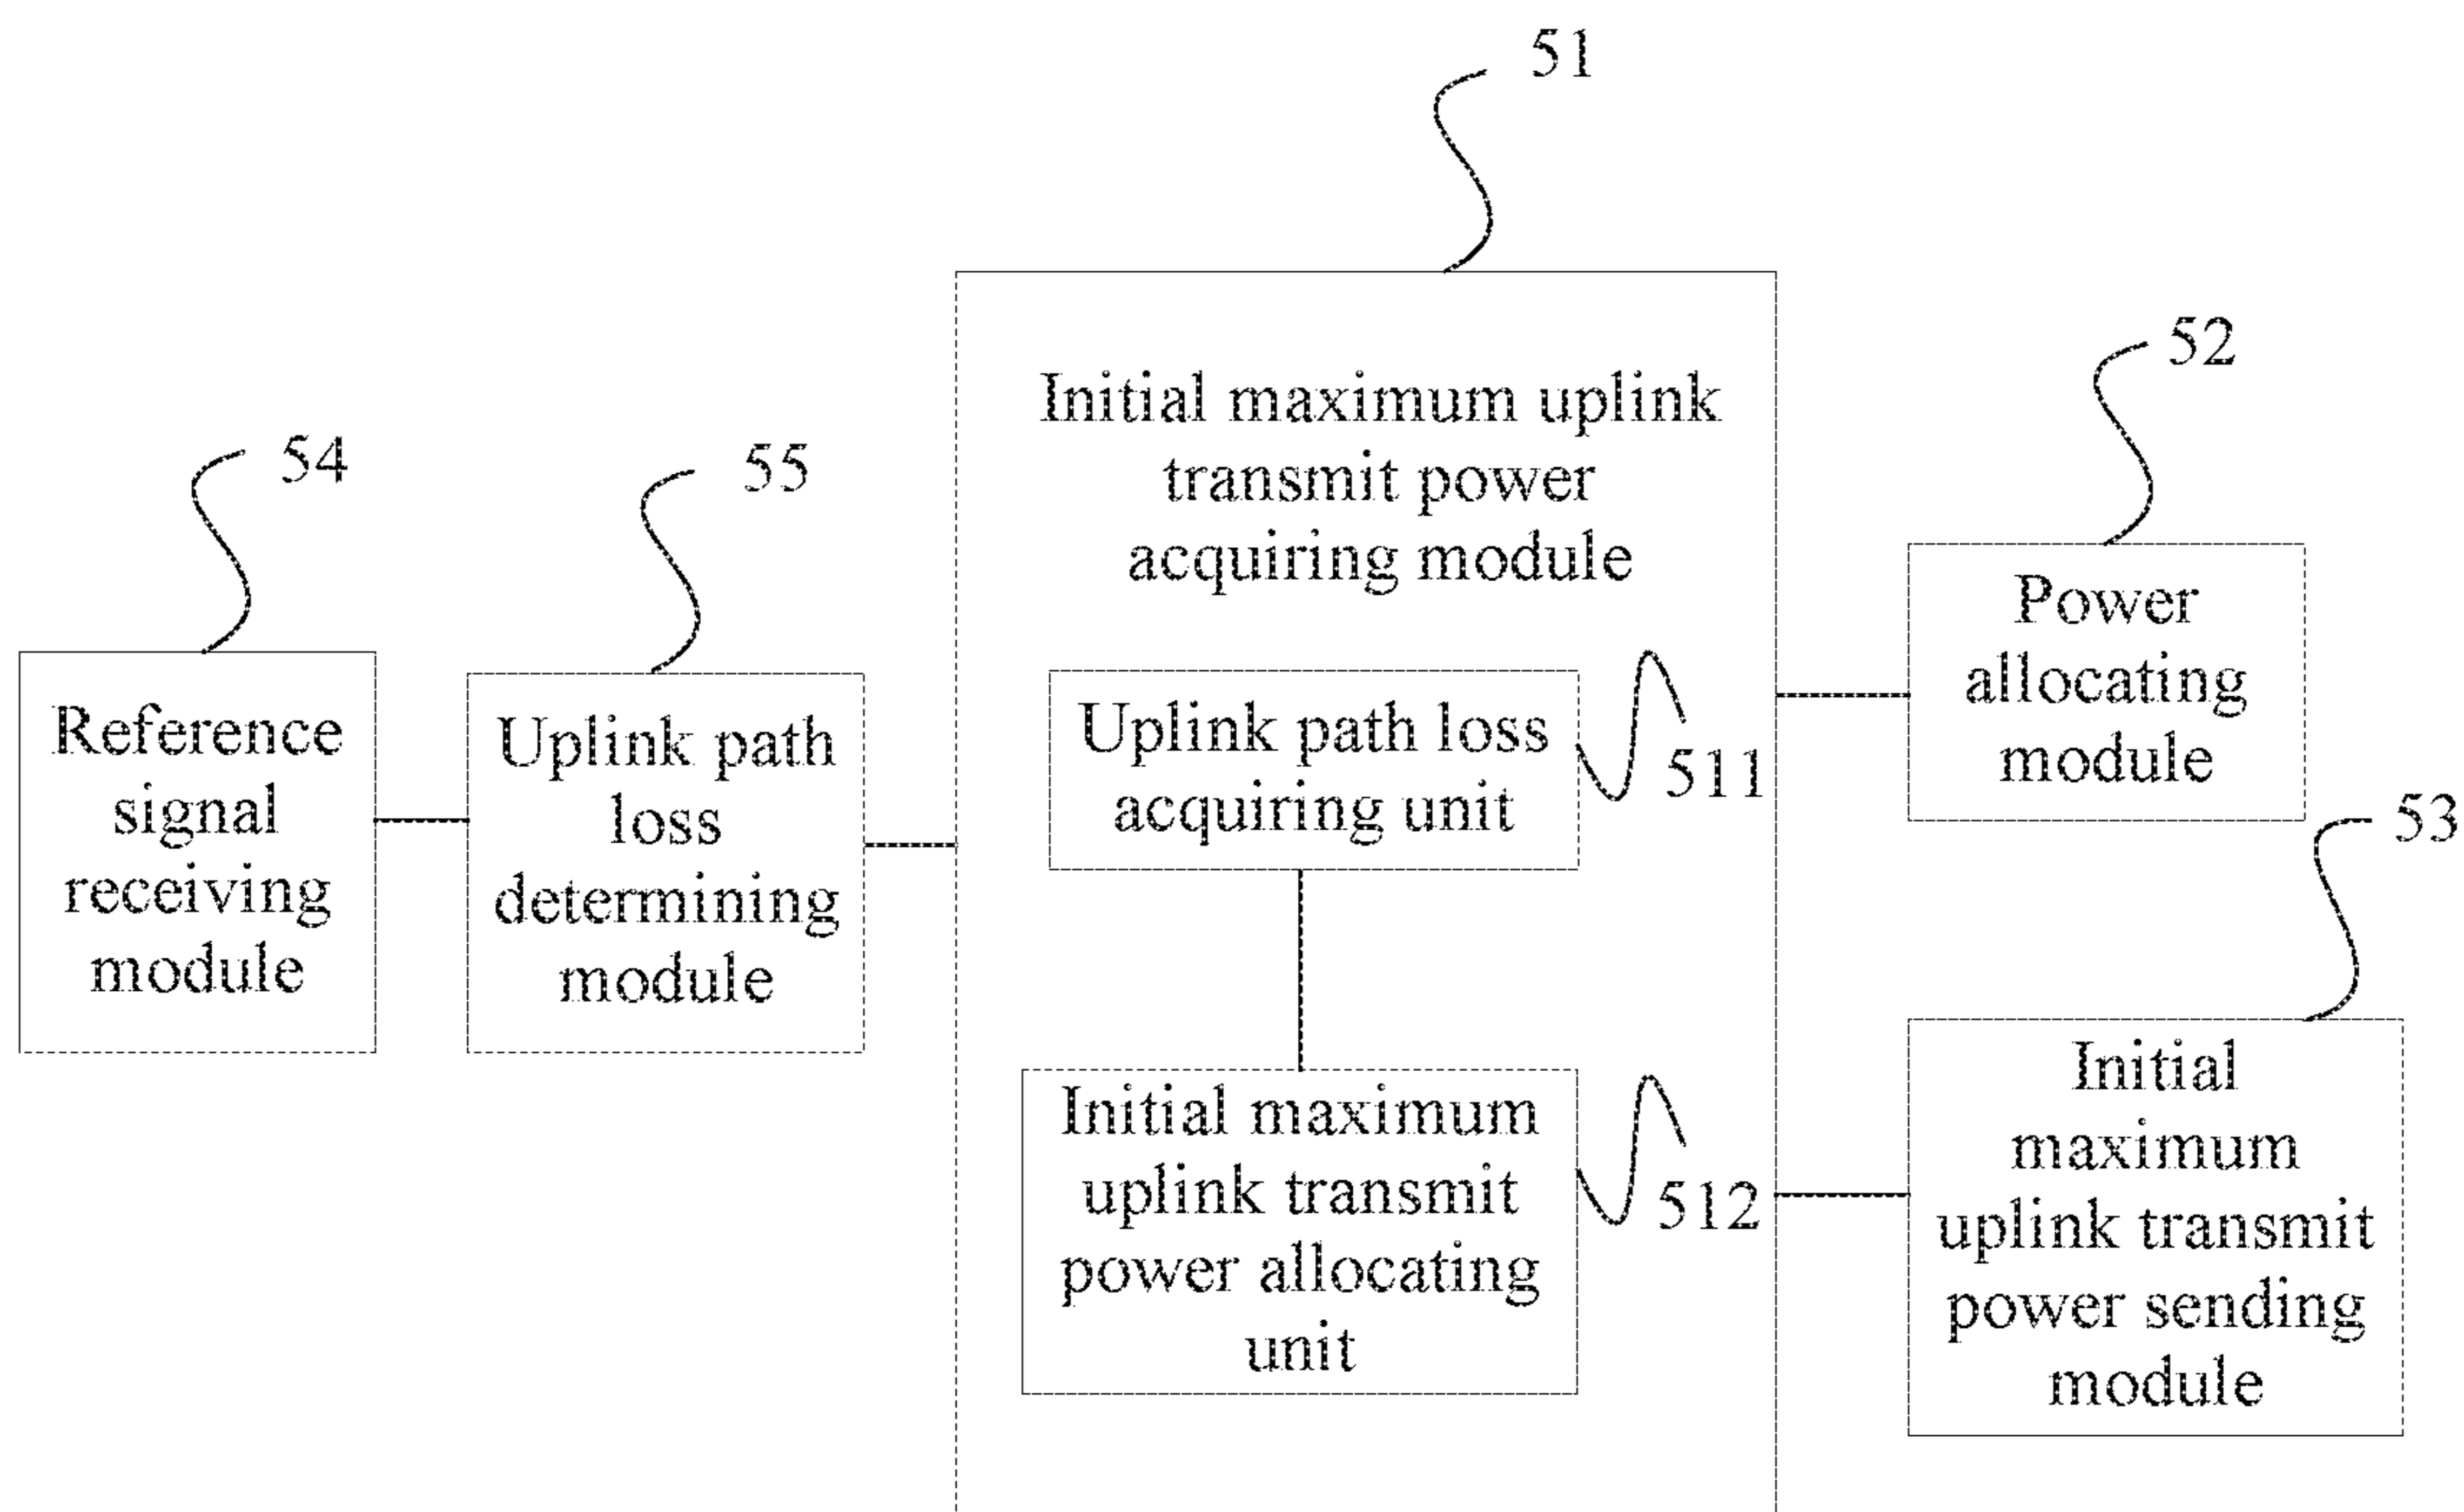 51
52
54
55
Initial maximum uplink
transmit power
acquiring module
Power
allocating
module
Reference
signal
receiving
module
Uplink path
loss
determining
module
Uplink path loss
acquiring unit
511
53
Initial maximum
uplink transmit
power allocating
unit
512
Initial
maximum
uplink transmit
power sending
module